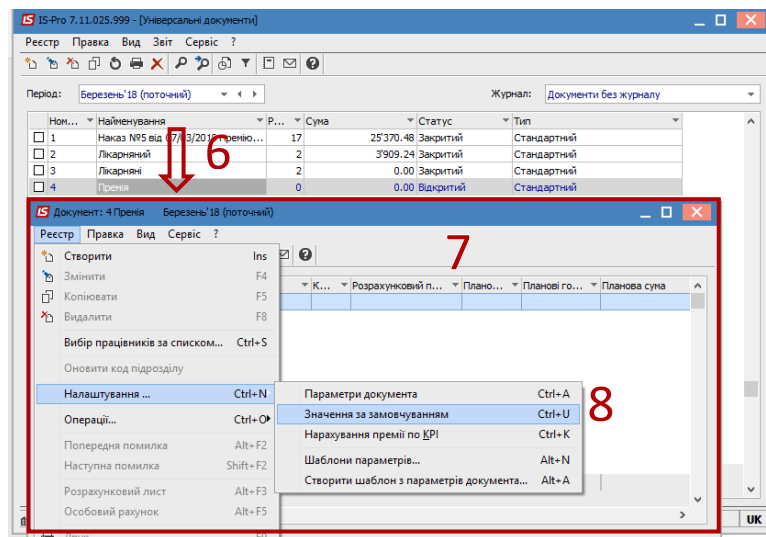 IS-Pro 7.11.025.999 - [Універсальні документи]
Реєстр Правка Вид Звіт Сервіс ?
Період: Березень'18 (поточний) Журнал: Документи без журналу
Ном... Найменування Р... Сума Статус Тип
1 Наказ №5 від 07/03/2018 Премію... 17 25'370.48 Закритий Стандартний
2 Лікарняний 2 3'909.24 Закритий Стандартний
3 Лікарняні 2 0.00 Закритий Стандартний
4 Премія 0 0.00 Відкритий Стандартний
6
Документ: 4 Премія Березень'18 (поточний)
Реєстр Правка Вид Сервіс ?
7
К... Розрахунковий п... Плано... Планові го... Планова сума
Створити Ins
Змінити F4
Копіювати F5
Видалити F8
Вибір працівників за списком... Ctrl+S
Оновити код підрозділу
Налаштування ... Ctrl+N
Операції... Ctrl+O
Попередня помилка Alt+F2
Наступна помилка Shift+F2
Розрахунковий лист Alt+F3
Особовий рахунок Alt+F5
Параметри документа Ctrl+A
Значення за замовчуванням Ctrl+U
8
Нарахування премії по KPI Ctrl+K
Шаблони параметрів... Alt+N
Створити шаблон з параметрів документа... Alt+A
UK